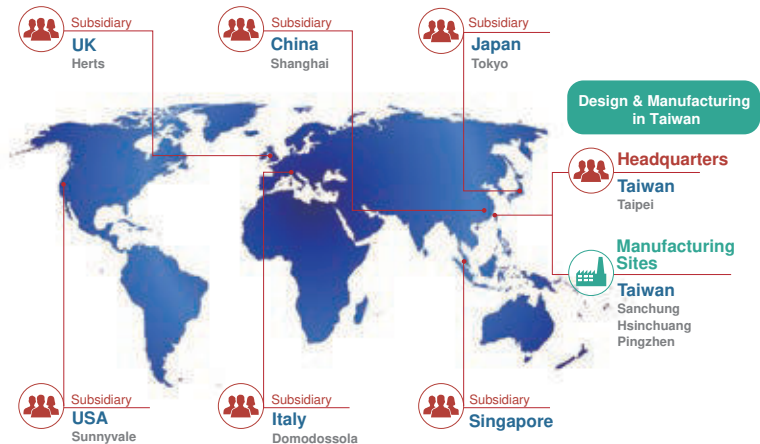 Subsidiary
UK
Herts
Subsidiary
China
Shanghai
Subsidiary
Japan
Tokyo
Design & Manufacturing
in Taiwan
Headquarters
Taiwan
Taipei
Manufacturing
Sites
Taiwan
Sanchung
Hsinchuang
Pingzhen
Subsidiary
USA
Sunnyvale
Subsidiary
Italy
Domodossola
Subsidiary
Singapore